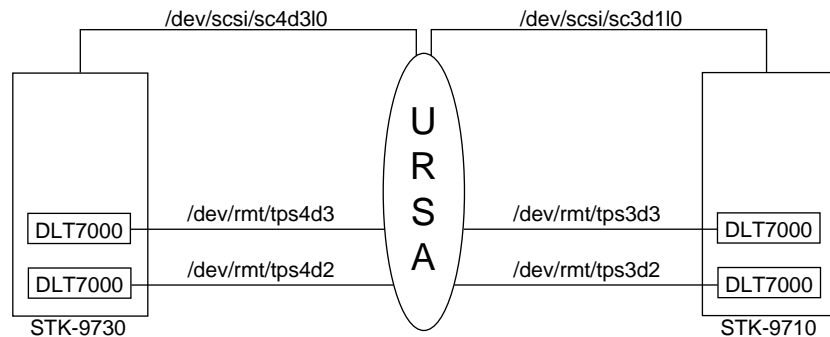 /dev/scsi/sc4d3l0
/dev/scsi/sc3d1l0
U
R
S
A
DLT7000
/dev/rmt/tps4d3
/dev/rmt/tps3d3
DLT7000
DLT7000
/dev/rmt/tps4d2
/dev/rmt/tps3d2
DLT7000
STK-9730
STK-9710